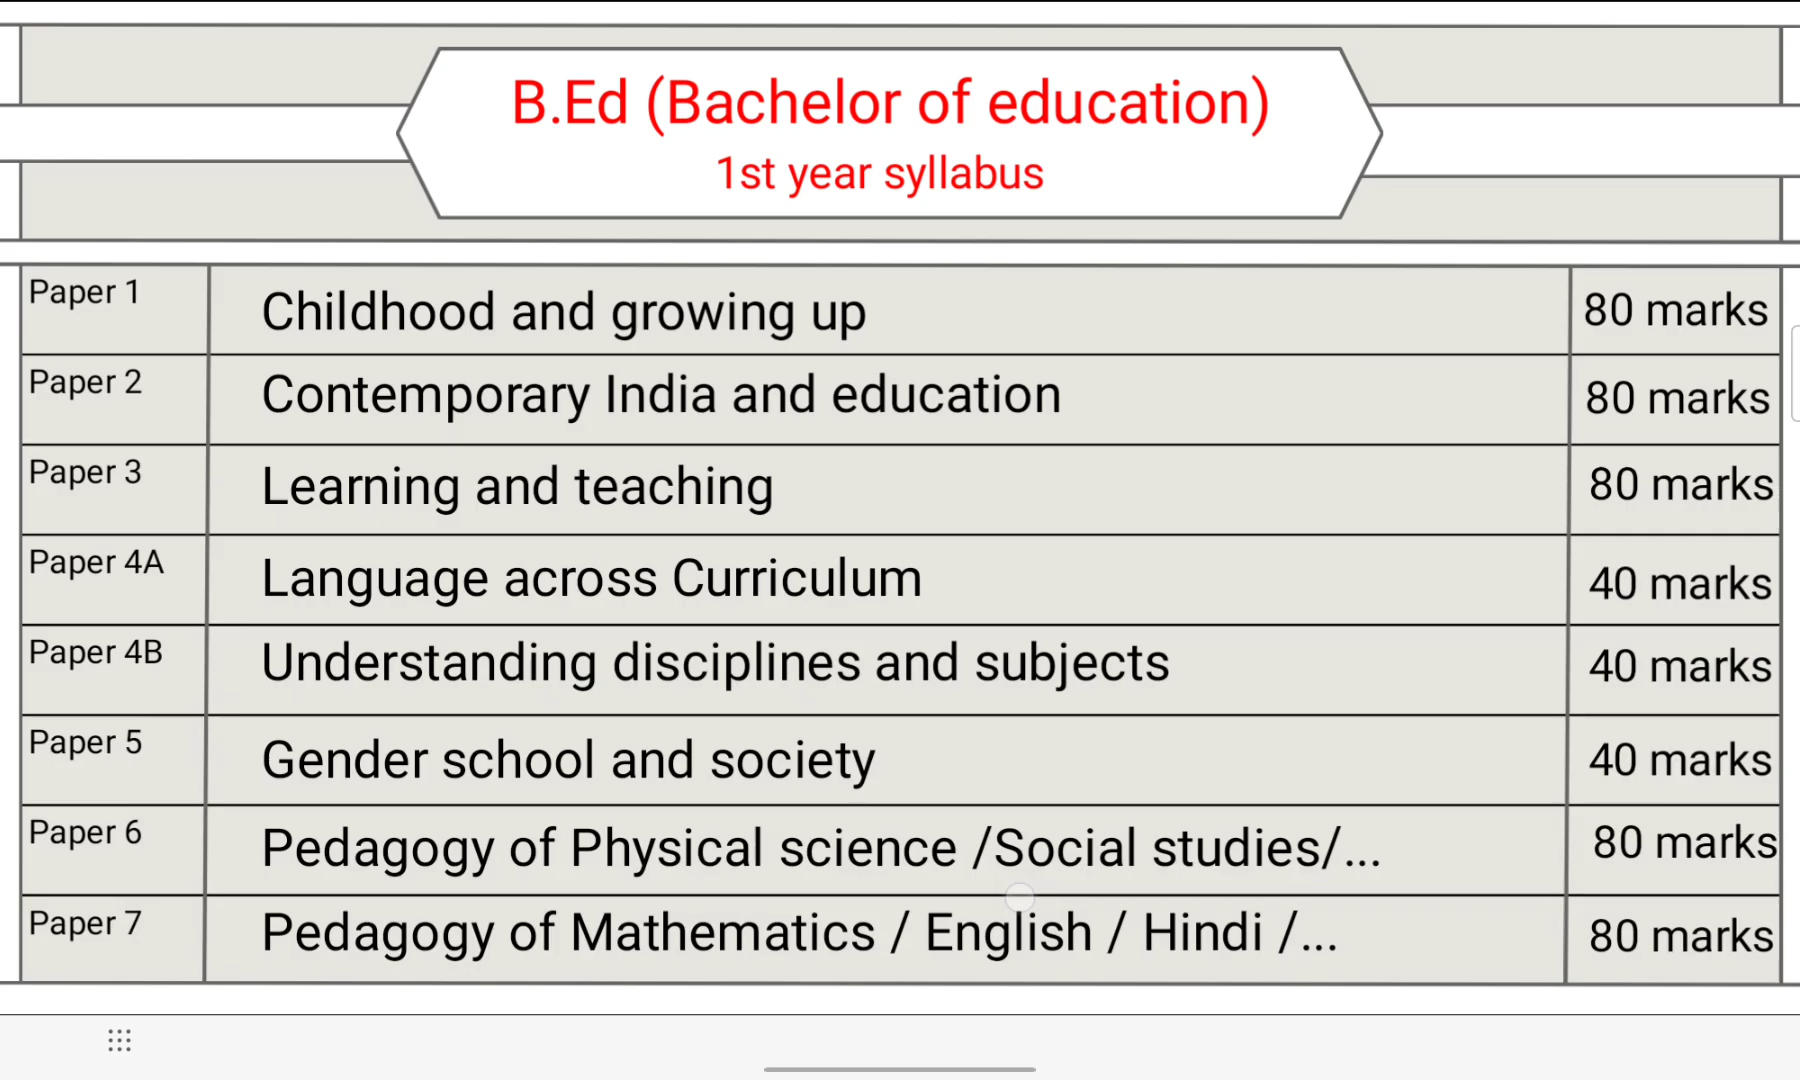 B.Ed (Bachelor of education)
1st year syllabus
Paper 1 Childhood and growing up 80 marks
Paper 2 Contemporary India and education 80 marks
Paper 3 Learning and teaching 80 marks
Paper 4A Language across Curriculum 40 marks
Paper 4B Understanding disciplines and subjects 40 marks
Paper 5 Gender school and society 40 marks
Paper 6 Pedagogy of Physical science /Social studies/... 80 marks
Paper 7 Pedagogy of Mathematics / English / Hindi /... 80 marks